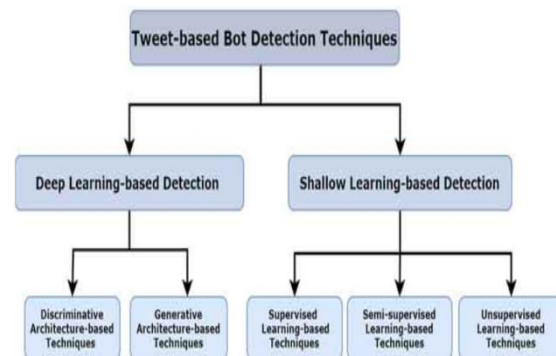 Tweet-based Bot Detection Techniques
Deep Learning-based Detection
Shallow Learning-based Detection
Discriminative
Architecture-based
Techniques
Generative
Architecture-based
Techniques
Supervised
Learning-based
Techniques
Semi-supervised
Learning-based
Techniques
Unsupervised
Learning-based
Techniques